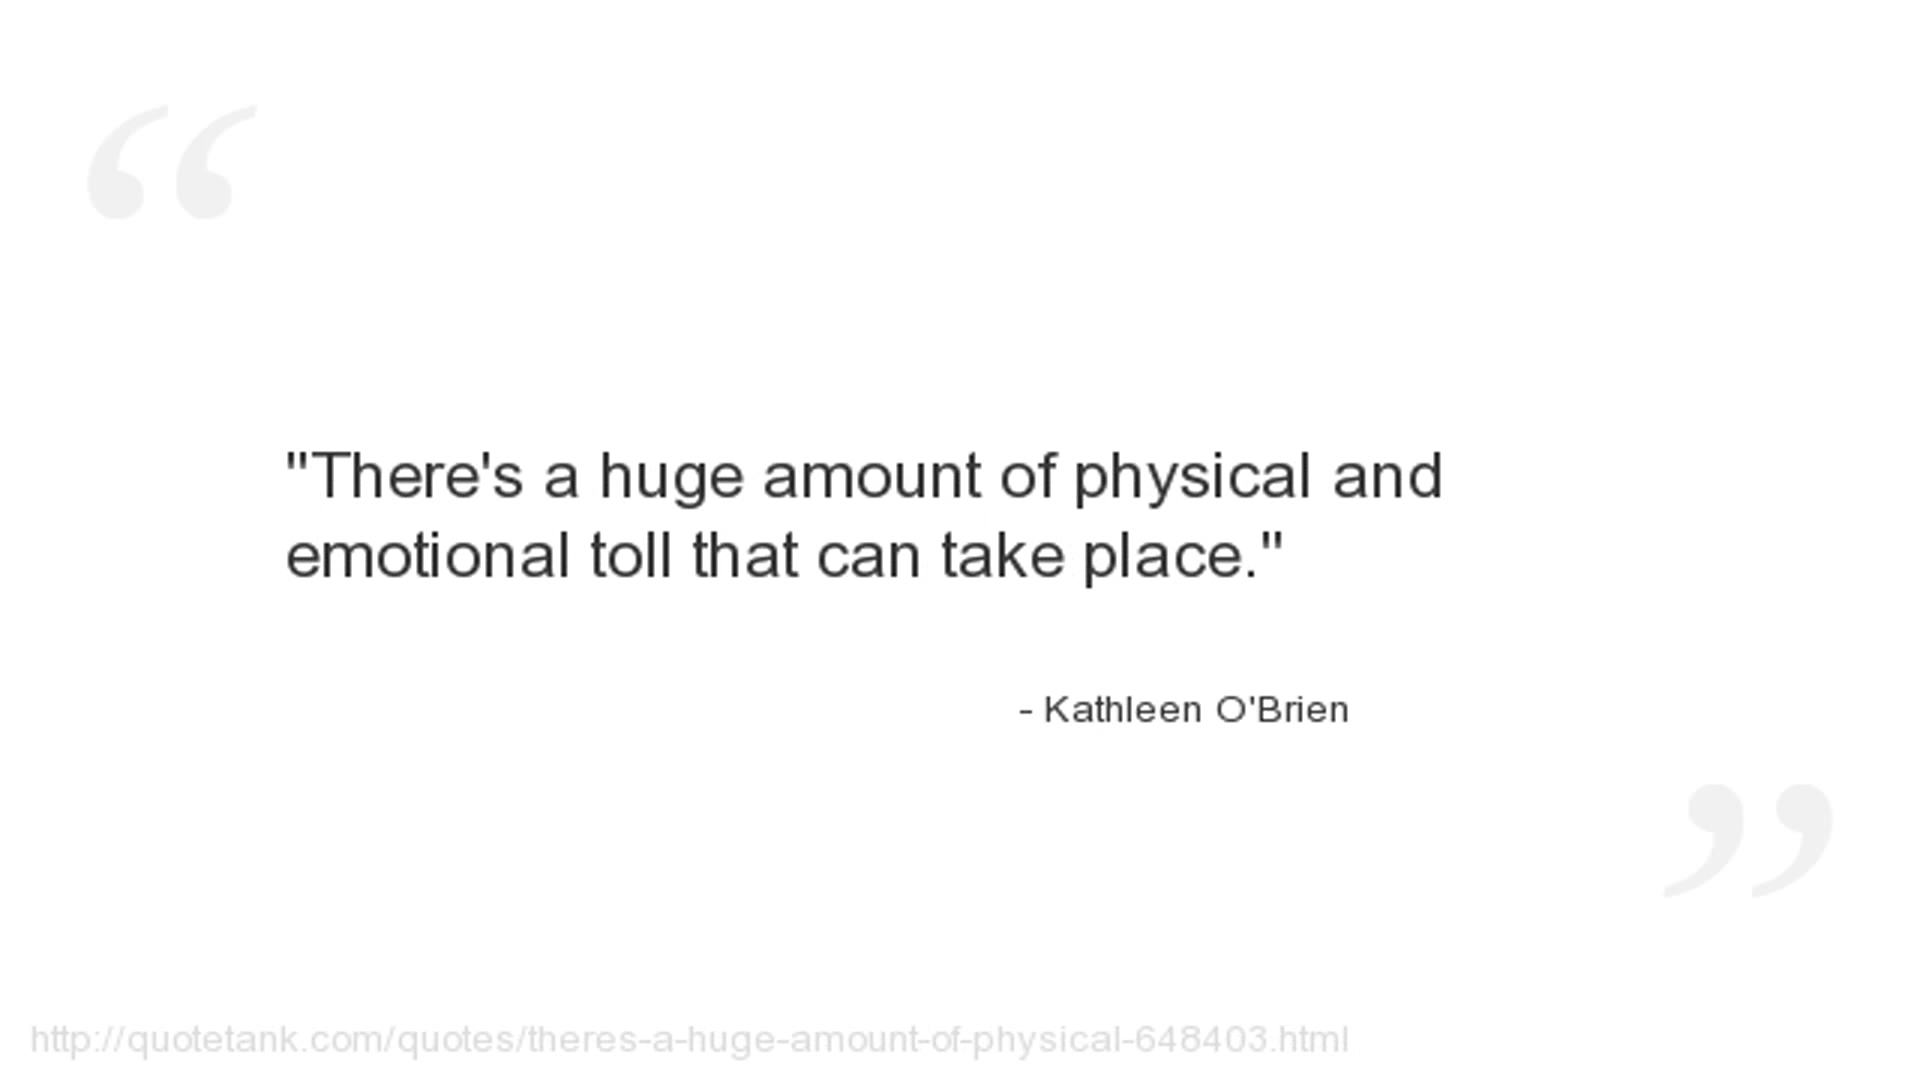 "There's a huge amount of physical and
emotional toll that can take place."
- Kathleen O'Brien
http://quotetank.com/quotes/theres-a-huge-amount-of-physical-648403.html